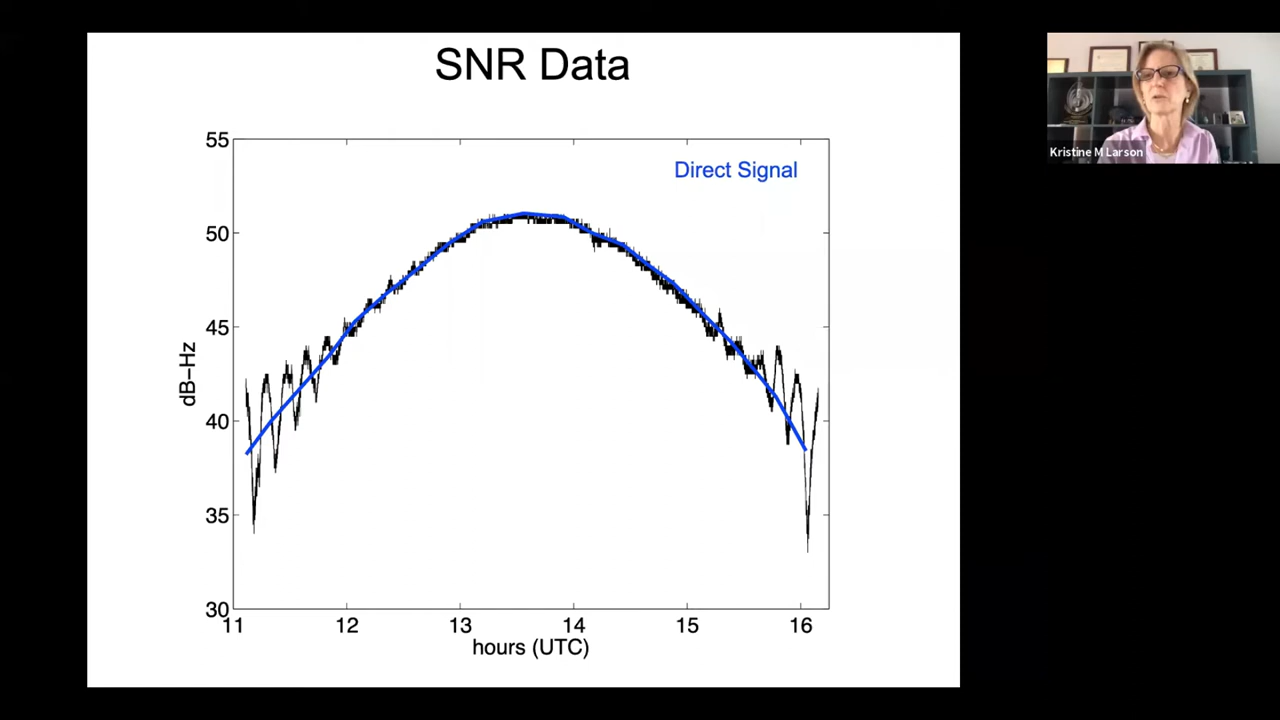 SNR Data
Direct Signal
55
50
45
40
35
30
dB-Hz
11 12 13 14 15 16
hours (UTC)
Kristine M Larson